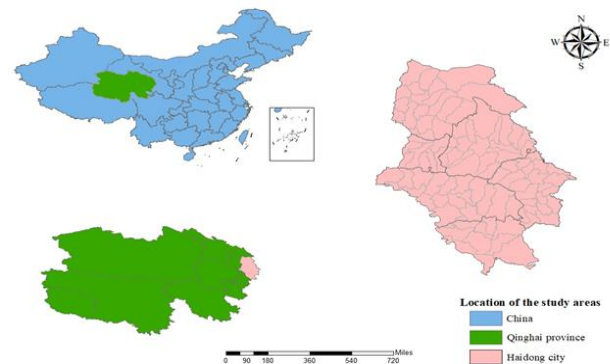 N
W E
S
Location of the study areas
China
Qinghai province
Haidong city
Miles
0 90 180 360 540 720